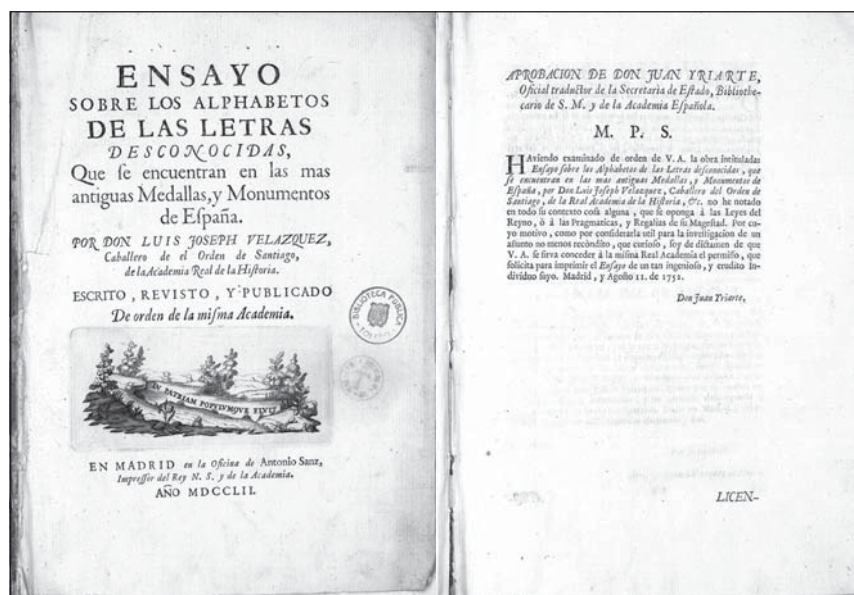 ENSAYO
SOBRE LOS ALPHABETOS
DE LAS LETRAS
DESCONOCIDAS,
Que ſe encuentran en las mas
antiguas Medallas, y Monumentos
de España.
POR DON LUIS JOSEPH VELAZQUEZ,
Caballero de el Orden de Santiago,
de la Academia Real de la Hiſtoria.
ESCRITO, REVISTO, Y PUBLICADO
De orden de la miſma Academia.
BIBLIOTECA PUBLICA
IN PATRIAM POPVLVMQVE FLVIT
EN MADRID en la Oficina de Antonio Sanz,
Impreſſor del Rey N. S. y de la Academia.
AÑO MDCCLII.
APROBACION DE DON JUAN YRIARTE,
Oficial traductor de la Secretaria de Eſtado, Bibliothe-
cario de S. M. y de la Academia Eſpañola.
M. P. S.
HAviendo examinado de orden de V. A. la obra intitulada
Enſayo ſobre los Alphabetos de las Letras deſconocidas, que
ſe encuentran en las mas antiguas Medallas, y Monumentos de
Eſpaña, por Don Luis Joſeph Velazquez, Caballero del Orden de
Santiago, de la Real Academia de la Hiſtoria, &c. no he notado
en todo ſu contexto coſa alguna, que ſe oponga à las Leyes del
Reyno, ò à las Pragmaticas, y Regalias de ſu Mageſtad. Por cu-
yo motivo, como por conſiderarla util para la inveſtigacion de un
aſunto no menos recóndito, que curioſo, ſoy de dictamen de que
V. A. ſe ſirva conceder à la miſma Real Academia el permiſo, que
ſolicita para imprimir el Enſayo de un tan ingenioſo, y erudito In-
dividuo ſuyo. Madrid, y Agoſto 11. de 1752.
Don Juan Yriarte,
LICEN-